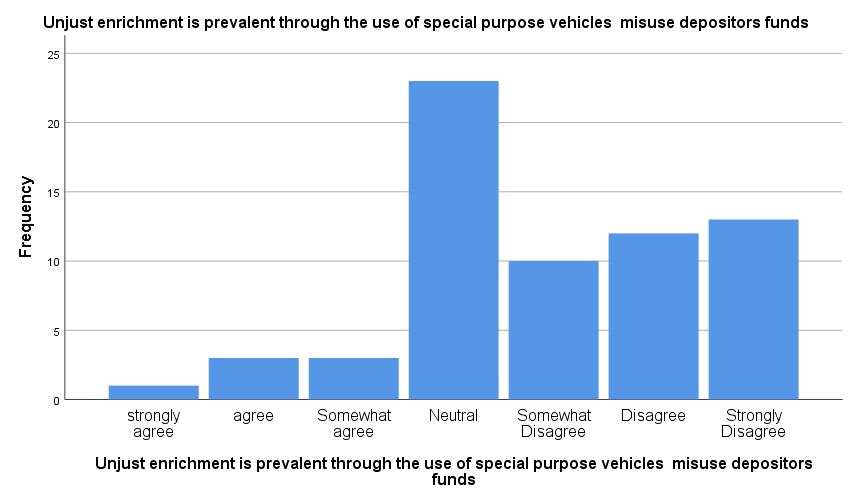 Unjust enrichment is prevalent through the use of special purpose vehicles  misuse depositors funds
25
20
15
10
5
0
Frequency
strongly
agree
agree
Somewhat
agree
Neutral
Somewhat
Disagree
Disagree
Strongly
Disagree
Unjust enrichment is prevalent through the use of special purpose vehicles  misuse depositors
funds